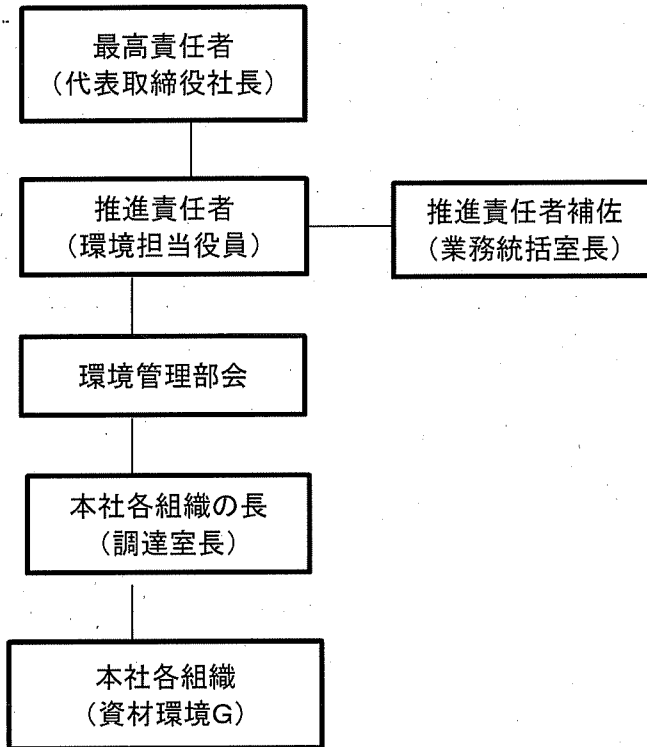 最高責任者
（代表取締役社長）
推進責任者
（環境担当役員）
推進責任者補佐
（業務統括室長）
環境管理部会
本社各組織の長
（調達室長）
本社各組織
（資材環境G）